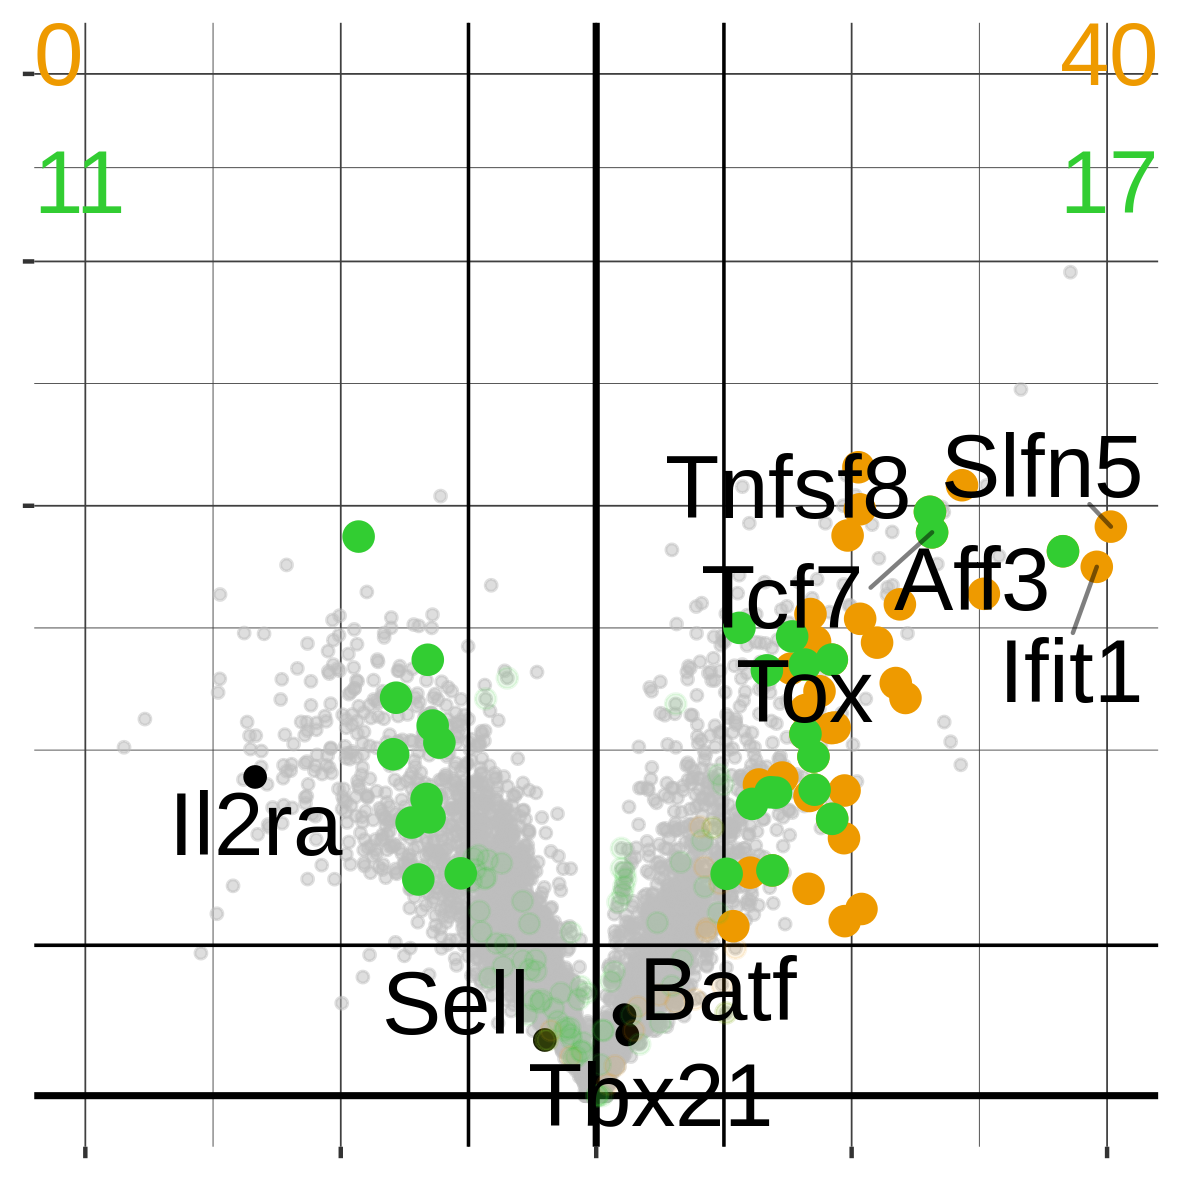 0 40
11 17
Tnfsf8 Slfn5
Tcf7 Aff3
Tox Ifit1
Il2ra
Sell Batf
Tbx21